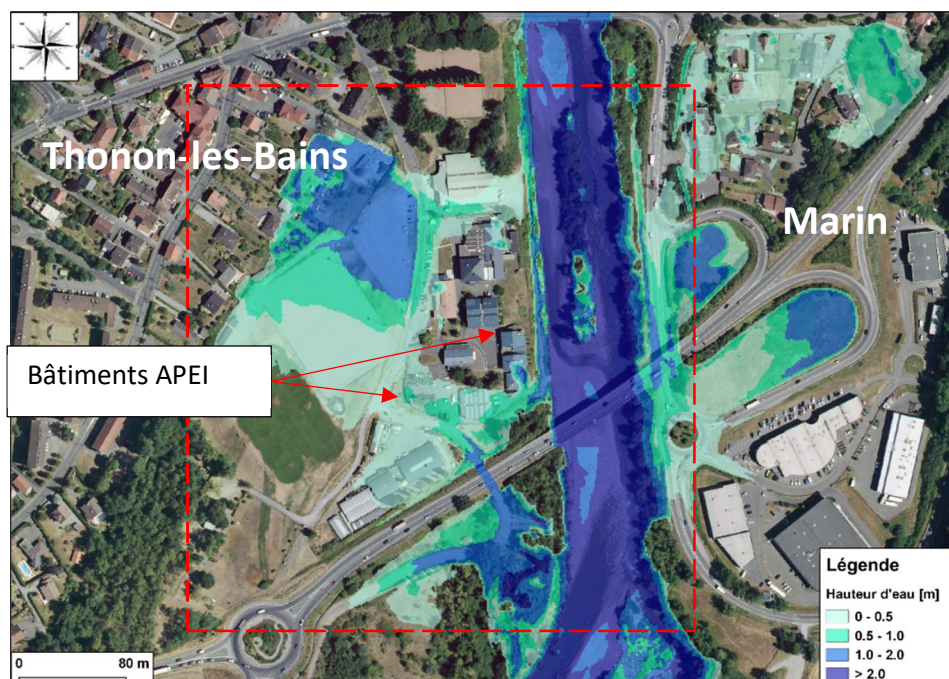 Thonon-les-Bains
Marin
Bâtiments APEI
Légende
Hauteur d'eau [m]
0 - 0.5
0.5 - 1.0
1.0 - 2.0
> 2.0
0 80 m